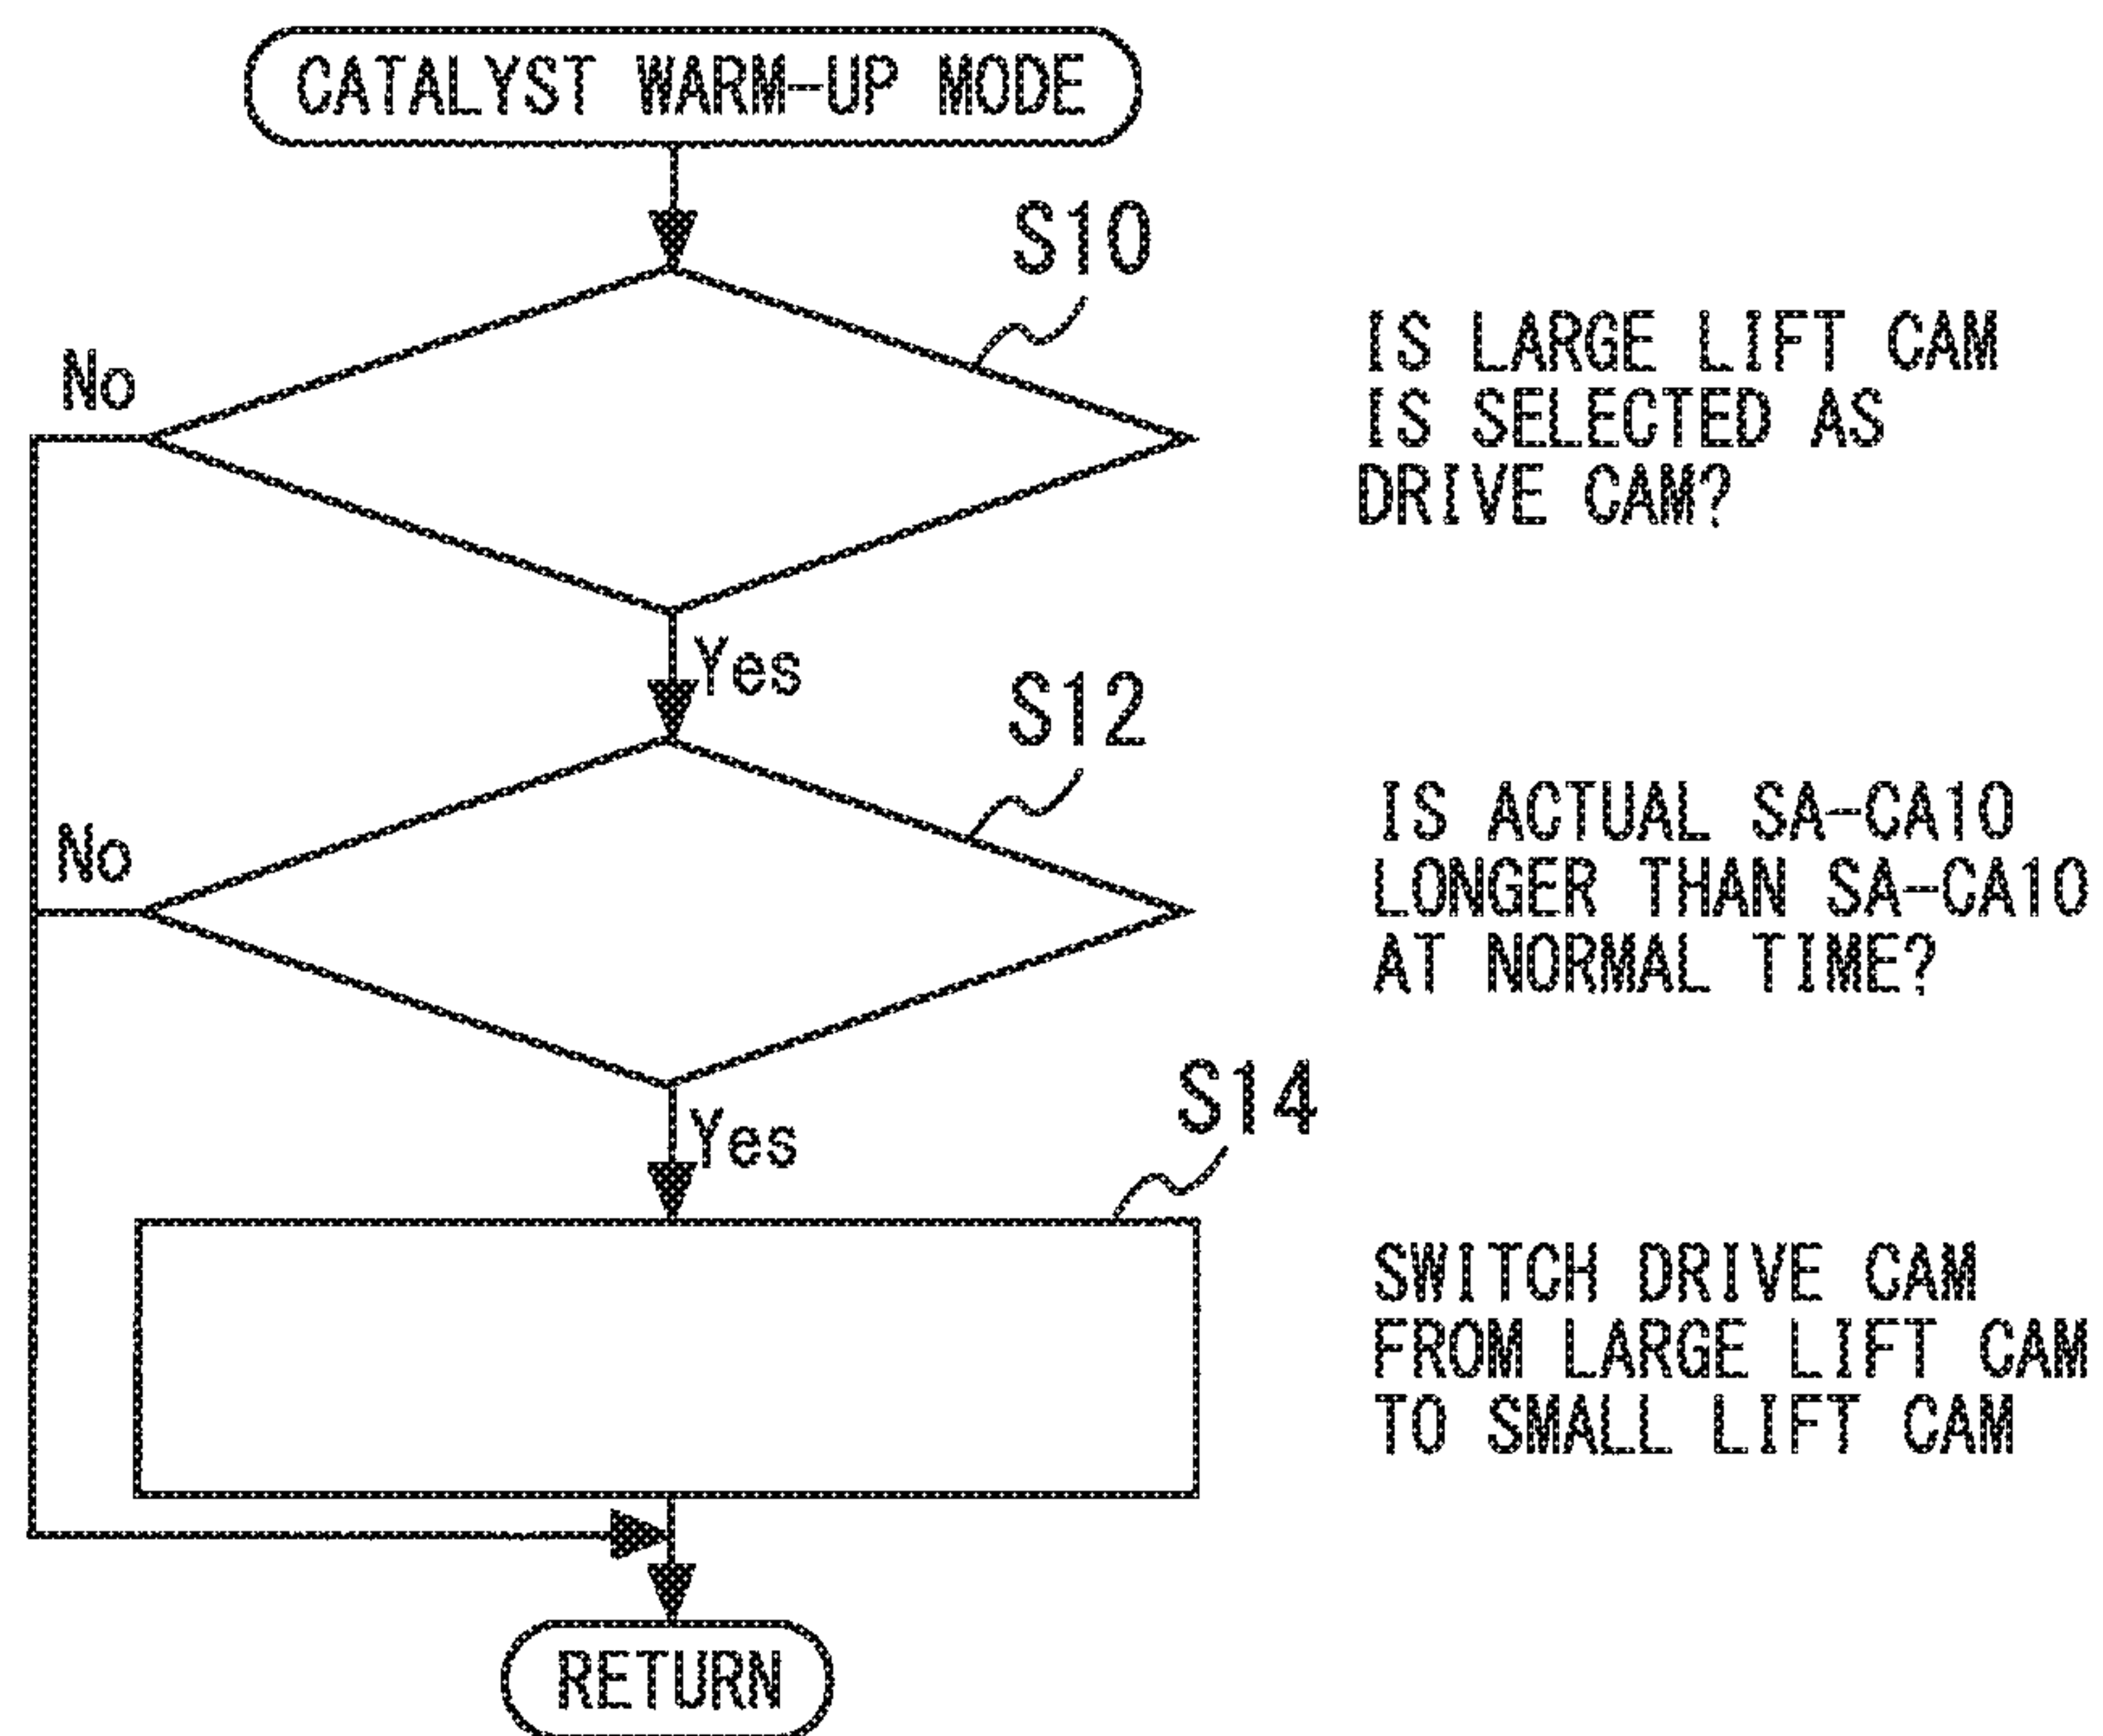 CATALYST WARM-UP MODE
S10
IS LARGE LIFT CAM
IS SELECTED AS
DRIVE CAM?
No
Yes
S12
IS ACTUAL SA-CA10
LONGER THAN SA-CA10
AT NORMAL TIME?
No
Yes
S14
SWITCH DRIVE CAM
FROM LARGE LIFT CAM
TO SMALL LIFT CAM
RETURN